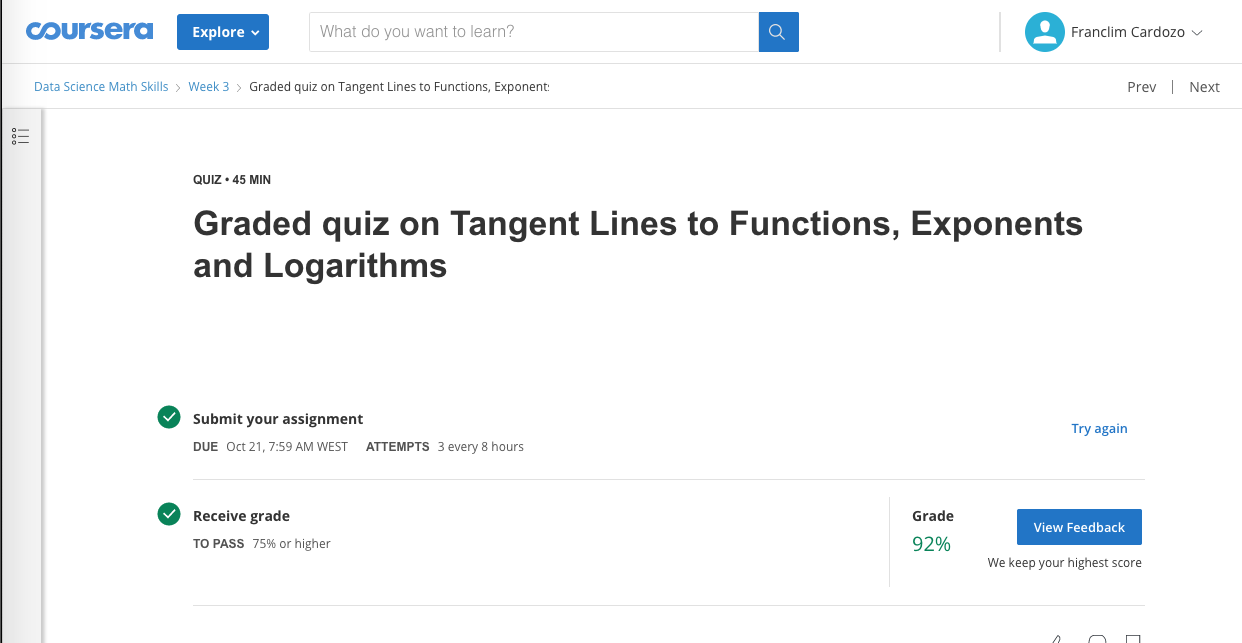 coursera
Explore
What do you want to learn?
Franclim Cardozo
Data Science Math Skills
Week 3
Graded quiz on Tangent Lines to Functions, Exponent
Prev
Next
QUIZ • 45 MIN
Graded quiz on Tangent Lines to Functions, Exponents
and Logarithms
Submit your assignment
DUE Oct 21, 7:59 AM WEST ATTEMPTS 3 every 8 hours
Try again
Receive grade
TO PASS 75% or higher
Grade
92%
View Feedback
We keep your highest score